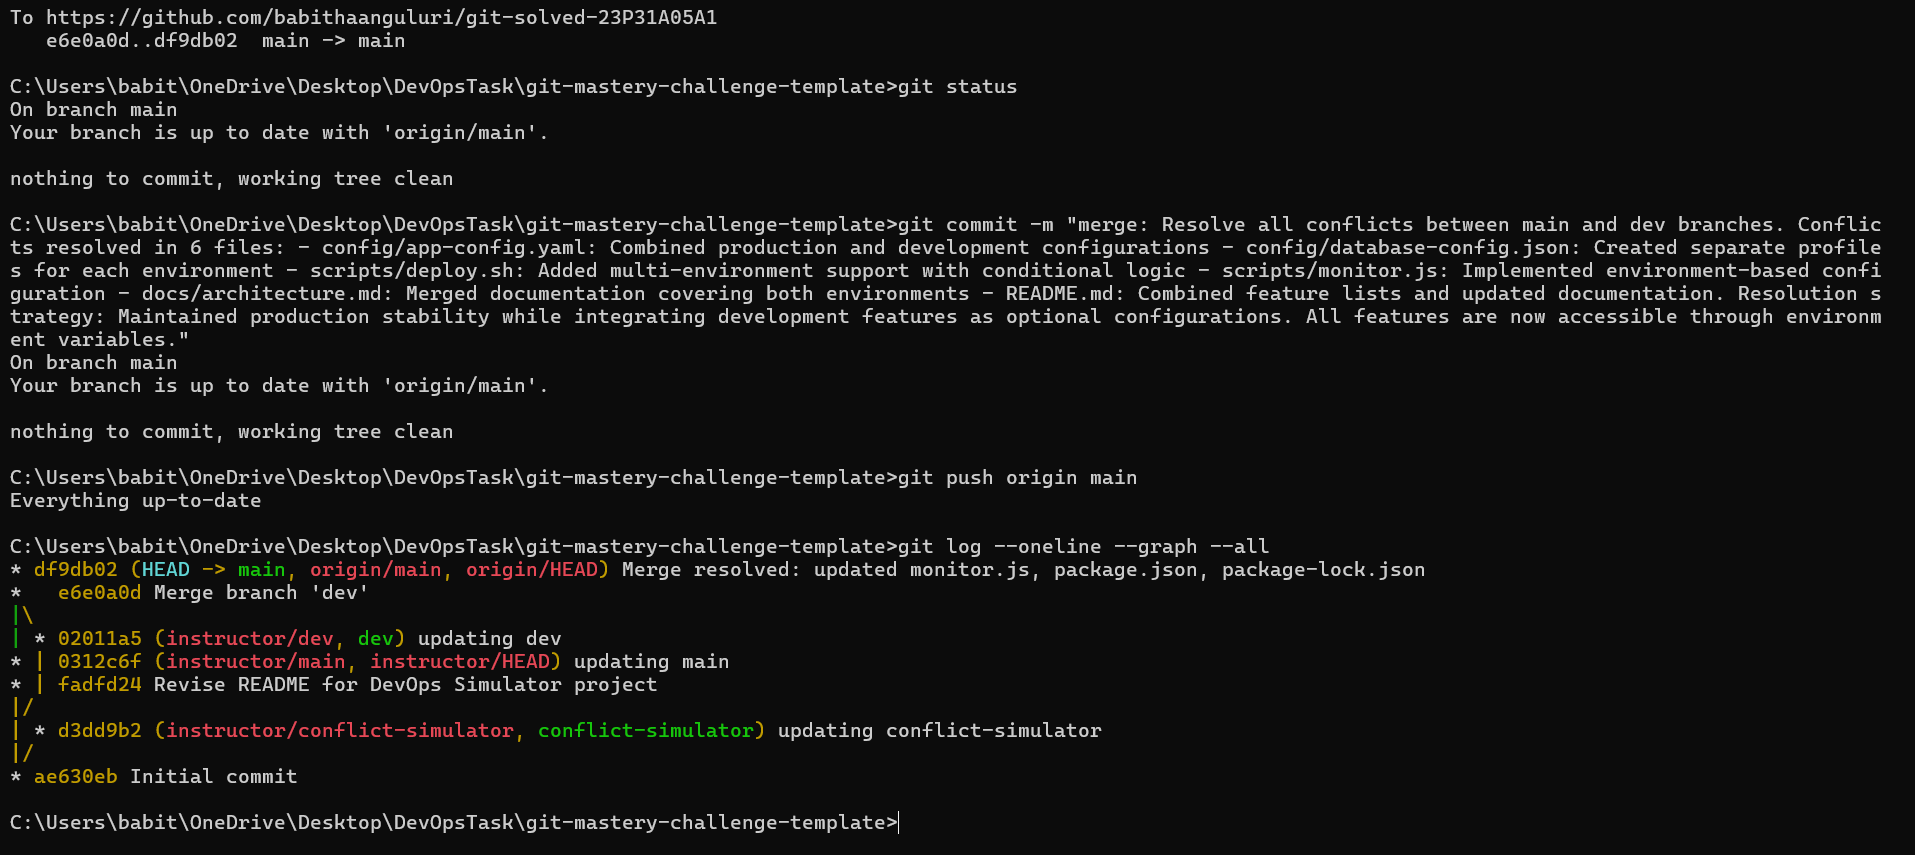 To https://github.com/babithaanguluri/git-solved-23P31A05A1
   e6e0a0d..df9db02  main -> main

C:\Users\babit\OneDrive\Desktop\DevOpsTask\git-mastery-challenge-template>git status
On branch main
Your branch is up to date with 'origin/main'.

nothing to commit, working tree clean

C:\Users\babit\OneDrive\Desktop\DevOpsTask\git-mastery-challenge-template>git commit -m "merge: Resolve all conflicts between main and dev branches. Conflic
ts resolved in 6 files: - config/app-config.yaml: Combined production and development configurations - config/database-config.json: Created separate profile
s for each environment - scripts/deploy.sh: Added multi-environment support with conditional logic - scripts/monitor.js: Implemented environment-based confi
guration - docs/architecture.md: Merged documentation covering both environments - README.md: Combined feature lists and updated documentation. Resolution s
trategy: Maintained production stability while integrating development features as optional configurations. All features are now accessible through environm
ent variables."
On branch main
Your branch is up to date with 'origin/main'.

nothing to commit, working tree clean

C:\Users\babit\OneDrive\Desktop\DevOpsTask\git-mastery-challenge-template>git push origin main
Everything up-to-date

C:\Users\babit\OneDrive\Desktop\DevOpsTask\git-mastery-challenge-template>git log --oneline --graph --all
* df9db02 (HEAD -> main, origin/main, origin/HEAD) Merge resolved: updated monitor.js, package.json, package-lock.json
*   e6e0a0d Merge branch 'dev'
|\
| * 02011a5 (instructor/dev, dev) updating dev
* | 0312c6f (instructor/main, instructor/HEAD) updating main
* | fadfd24 Revise README for DevOps Simulator project
|/
| * d3dd9b2 (instructor/conflict-simulator, conflict-simulator) updating conflict-simulator
|/
* ae630eb Initial commit

C:\Users\babit\OneDrive\Desktop\DevOpsTask\git-mastery-challenge-template>